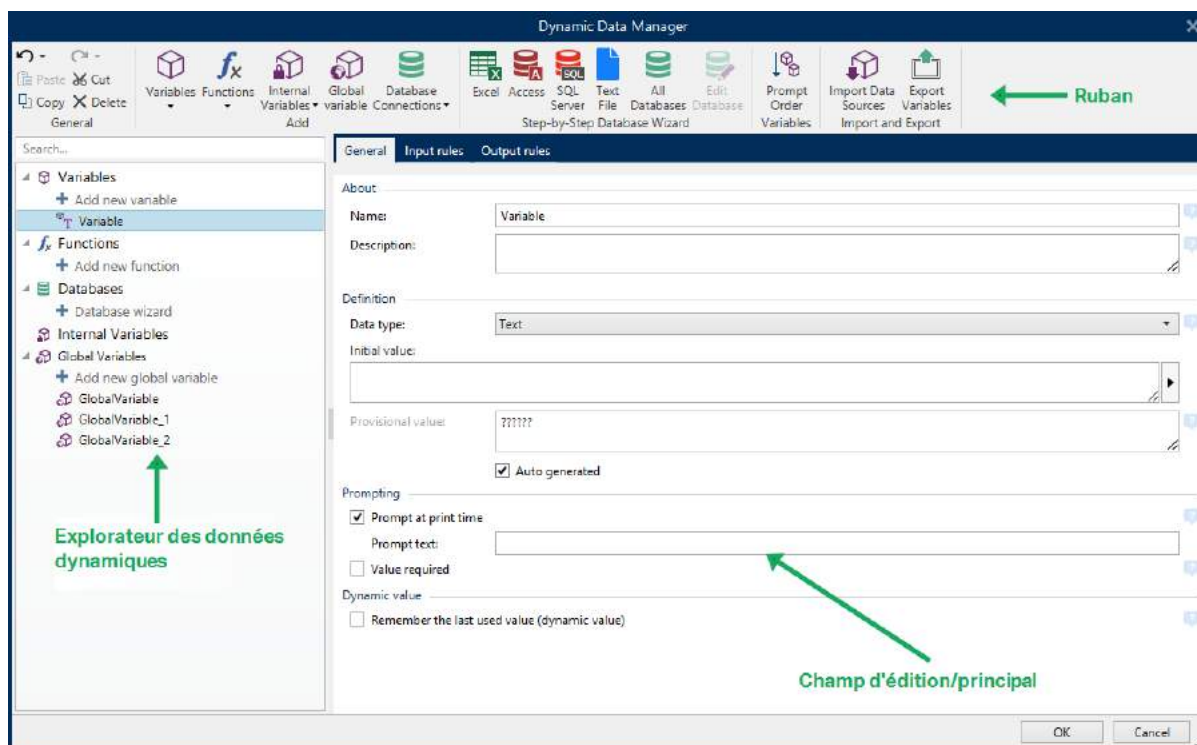 Dynamic Data Manager
Paste Cut
Copy Delete
General
Variables Functions Internal Variables Global variable Database Connections
Add
Excel Access SQL Server Text File All Databases Edit Database
Step-by-Step Database Wizard
Prompt Order
Variables
Import Data Sources Export Variables
Import and Export
Ruban
Search...
Variables
Add new variable
Variable
Functions
Add new function
Databases
Database wizard
Internal Variables
Global Variables
Add new global variable
GlobalVariable
GlobalVariable_1
GlobalVariable_2
Explorateur des données
dynamiques
General Input rules Output rules
About
Name: Variable
Description:
Definition
Data type: Text
Initial value:
Provisional value: ??????
Auto generated
Prompting
Prompt at print time
Prompt text:
Value required
Dynamic value
Remember the last used value (dynamic value)
Champ d'édition/principal
OK Cancel